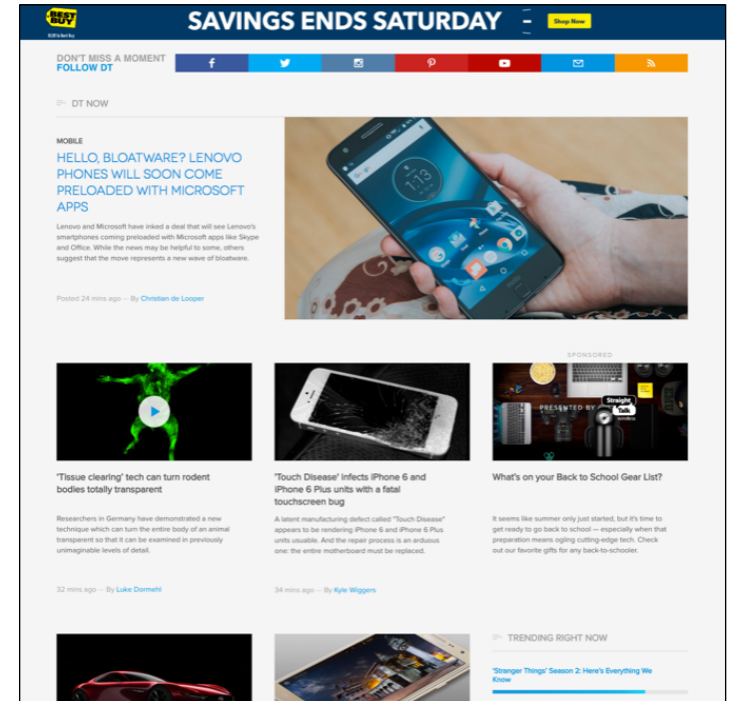 BEST
BUY
SAVINGS ENDS SATURDAY
Shop Now
DON'T MISS A MOMENT
FOLLOW DT
DT NOW
MOBILE
HELLO, BLOATWARE? LENOVO
PHONES WILL SOON COME
PRELOADED WITH MICROSOFT
APPS
Lenovo and Microsoft have inked a deal that will see Lenovo's
smartphones coming preloaded with Microsoft apps like Skype
and Office. While the news may be helpful to some, others
suggest that the move represents a new wave of bloatware.
Posted 24 mins ago — By Christian de Looper
1:13
SPONSORED
PRESENTED BY
Straight
Talk
'Tissue clearing' tech can turn rodent
bodies totally transparent
Researchers in Germany have demonstrated a new
technique which can turn the entire body of an animal
transparent so that it can be examined in previously
unimaginable levels of detail.
32 mins ago — By Luke Dormehl
'Touch Disease' infects iPhone 6 and
iPhone 6 Plus units with a fatal
touchscreen bug
A latent manufacturing defect called "Touch Disease"
appears to be rendering iPhone 6 and iPhone 6 Plus
units unusable. And the repair process is an arduous
one: the entire motherboard must be replaced.
34 mins ago — By Kyle Wiggers
What's on your Back to School Gear List?
It seems like summer only just started, but it's time to
get ready to go back to school — especially when that
preparation means ogling cutting-edge tech. Check
out our favorite gifts for any back-to-schooler.
TRENDING RIGHT NOW
'Stranger Things' Season 2: Here's Everything We
Know